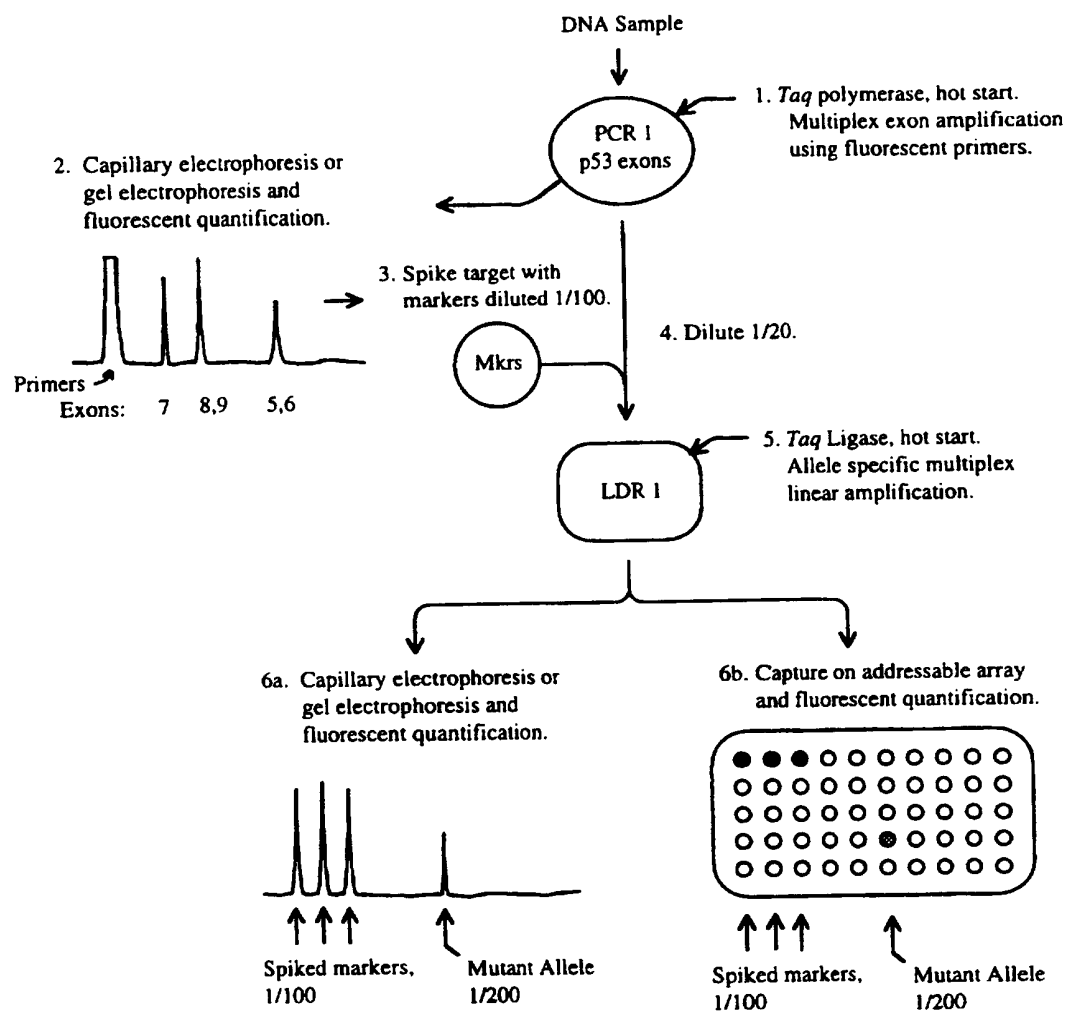 DNA Sample
1. Taq polymerase, hot start.
Multiplex exon amplification
using fluorescent primers.
PCR 1
p53 exons
2. Capillary electrophoresis or
gel electrophoresis and
fluorescent quantification.
3. Spike target with
markers diluted 1/100.
4. Dilute 1/20.
Mkrs
Primers
Exons: 7 8,9 5,6
5. Taq Ligase, hot start.
Allele specific multiplex
linear amplification.
LDR 1
6a. Capillary electrophoresis or
gel electrophoresis and
fluorescent quantification.
6b. Capture on addressable array
and fluorescent quantification.
Spiked markers,
1/100
Mutant Allele
1/200
Spiked markers,
1/100
Mutant Allele
1/200